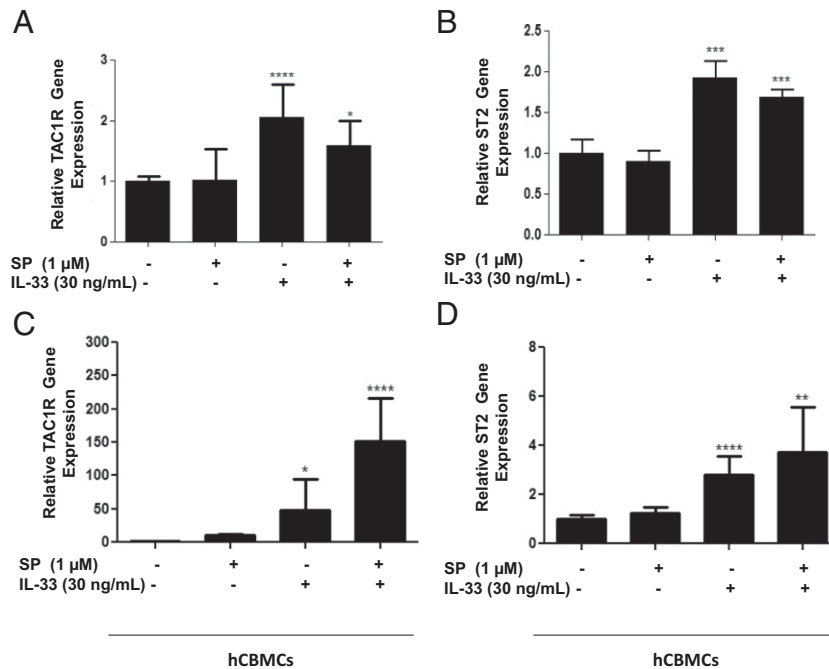 A
Relative TAC1R Gene
Expression
3
2
1
0
****
*
SP (1 µM) - + - +
IL-33 (30 ng/mL) - - + +
B
Relative ST2 Gene
Expression
2.5
2.0
1.5
1.0
0.5
0.0
***
***
SP (1 µM) - + - +
IL-33 (30 ng/mL) - - + +
C
Relative TAC1R Gene
Expression
300
250
200
150
100
50
0
*
****
SP (1 µM) - + - +
IL-33 (30 ng/mL) - - + +
hCBMCs
D
Relative ST2 Gene
Expression
8
6
4
2
0
****
**
SP (1 µM) - + - +
IL-33 (30 ng/mL) - - + +
hCBMCs